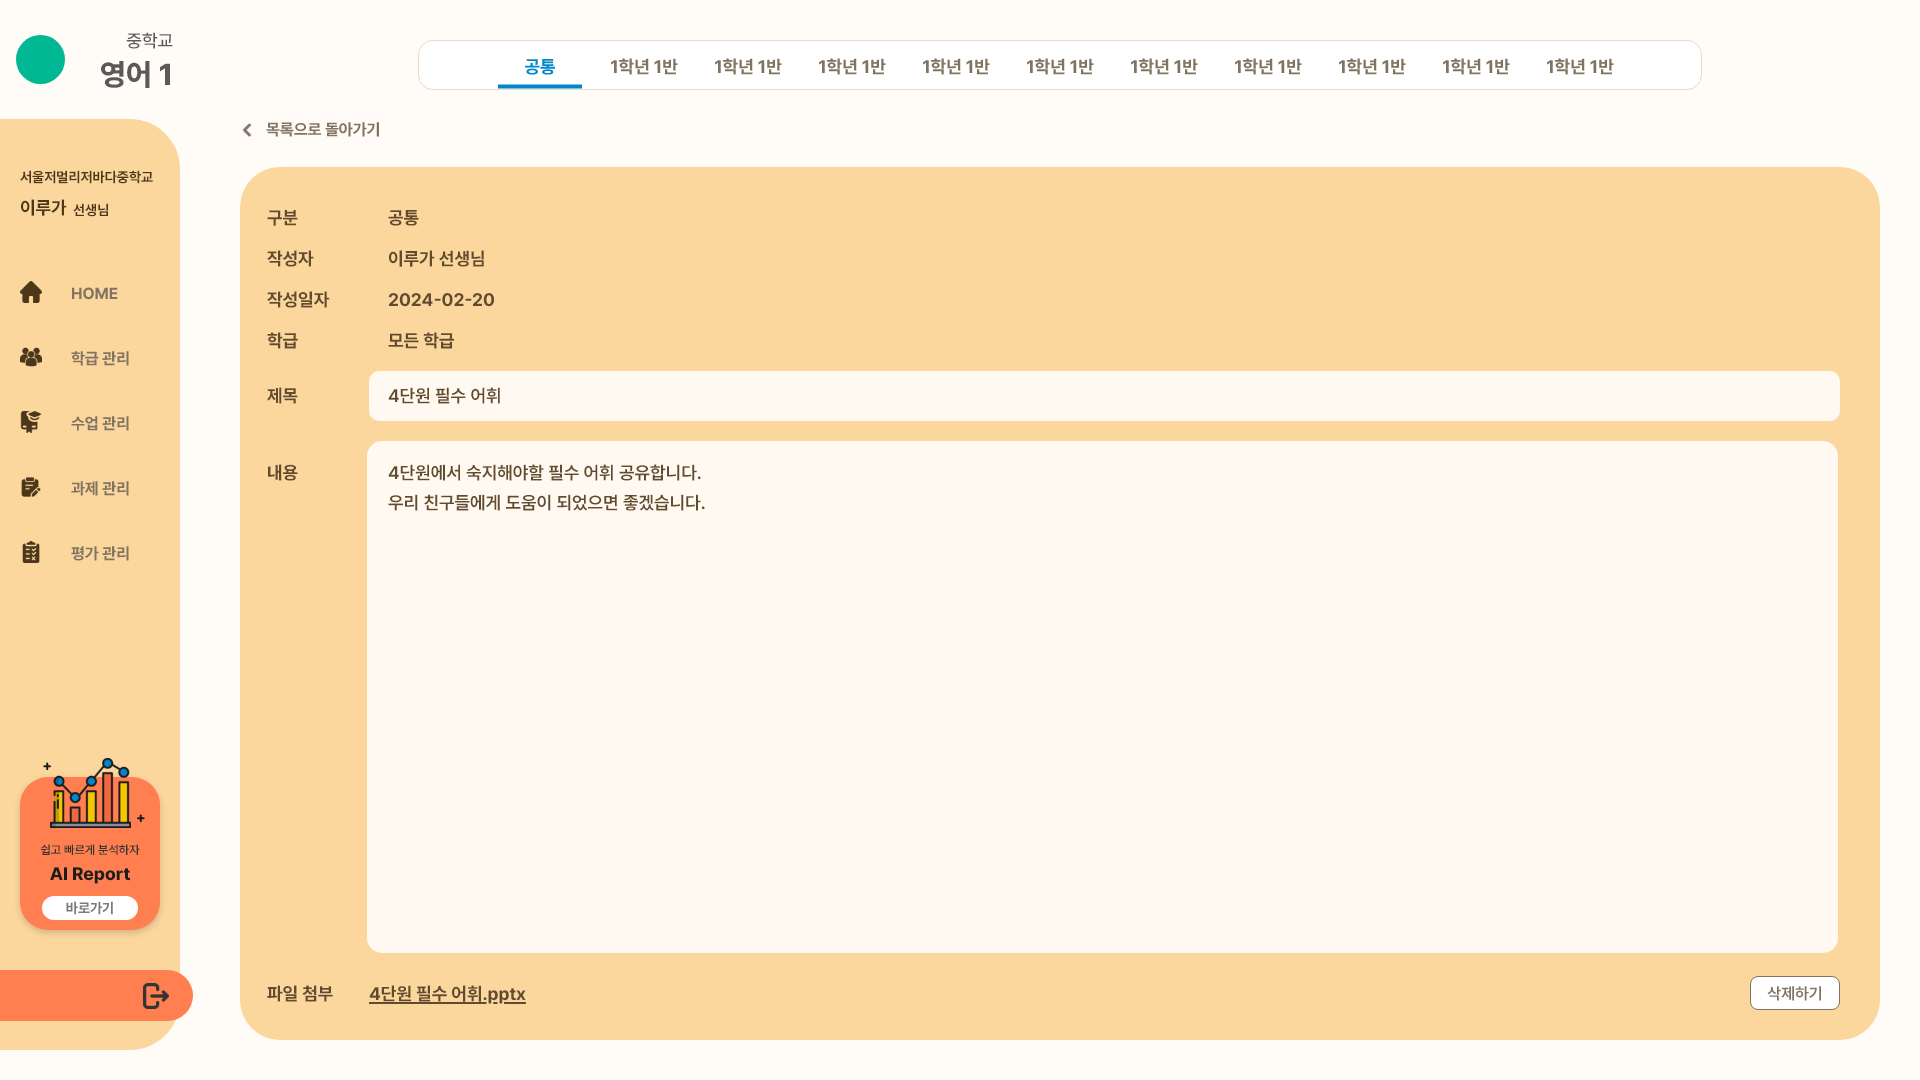 중학교
영어 1
공통 1학년 1반 1학년 1반 1학년 1반 1학년 1반 1학년 1반 1학년 1반 1학년 1반 1학년 1반 1학년 1반 1학년 1반
목록으로 돌아가기
서울저멀리저바다중학교
이루가 선생님
HOME
학급 관리
수업 관리
과제 관리
평가 관리
쉽고 빠르게 분석하자
AI Report
바로가기
구분 공통
작성자 이루가 선생님
작성일자 2024-02-20
학급 모든 학급
제목 4단원 필수 어휘
내용 4단원에서 숙지해야할 필수 어휘 공유합니다.
우리 친구들에게 도움이 되었으면 좋겠습니다.
파일 첨부 4단원 필수 어휘.pptx
삭제하기